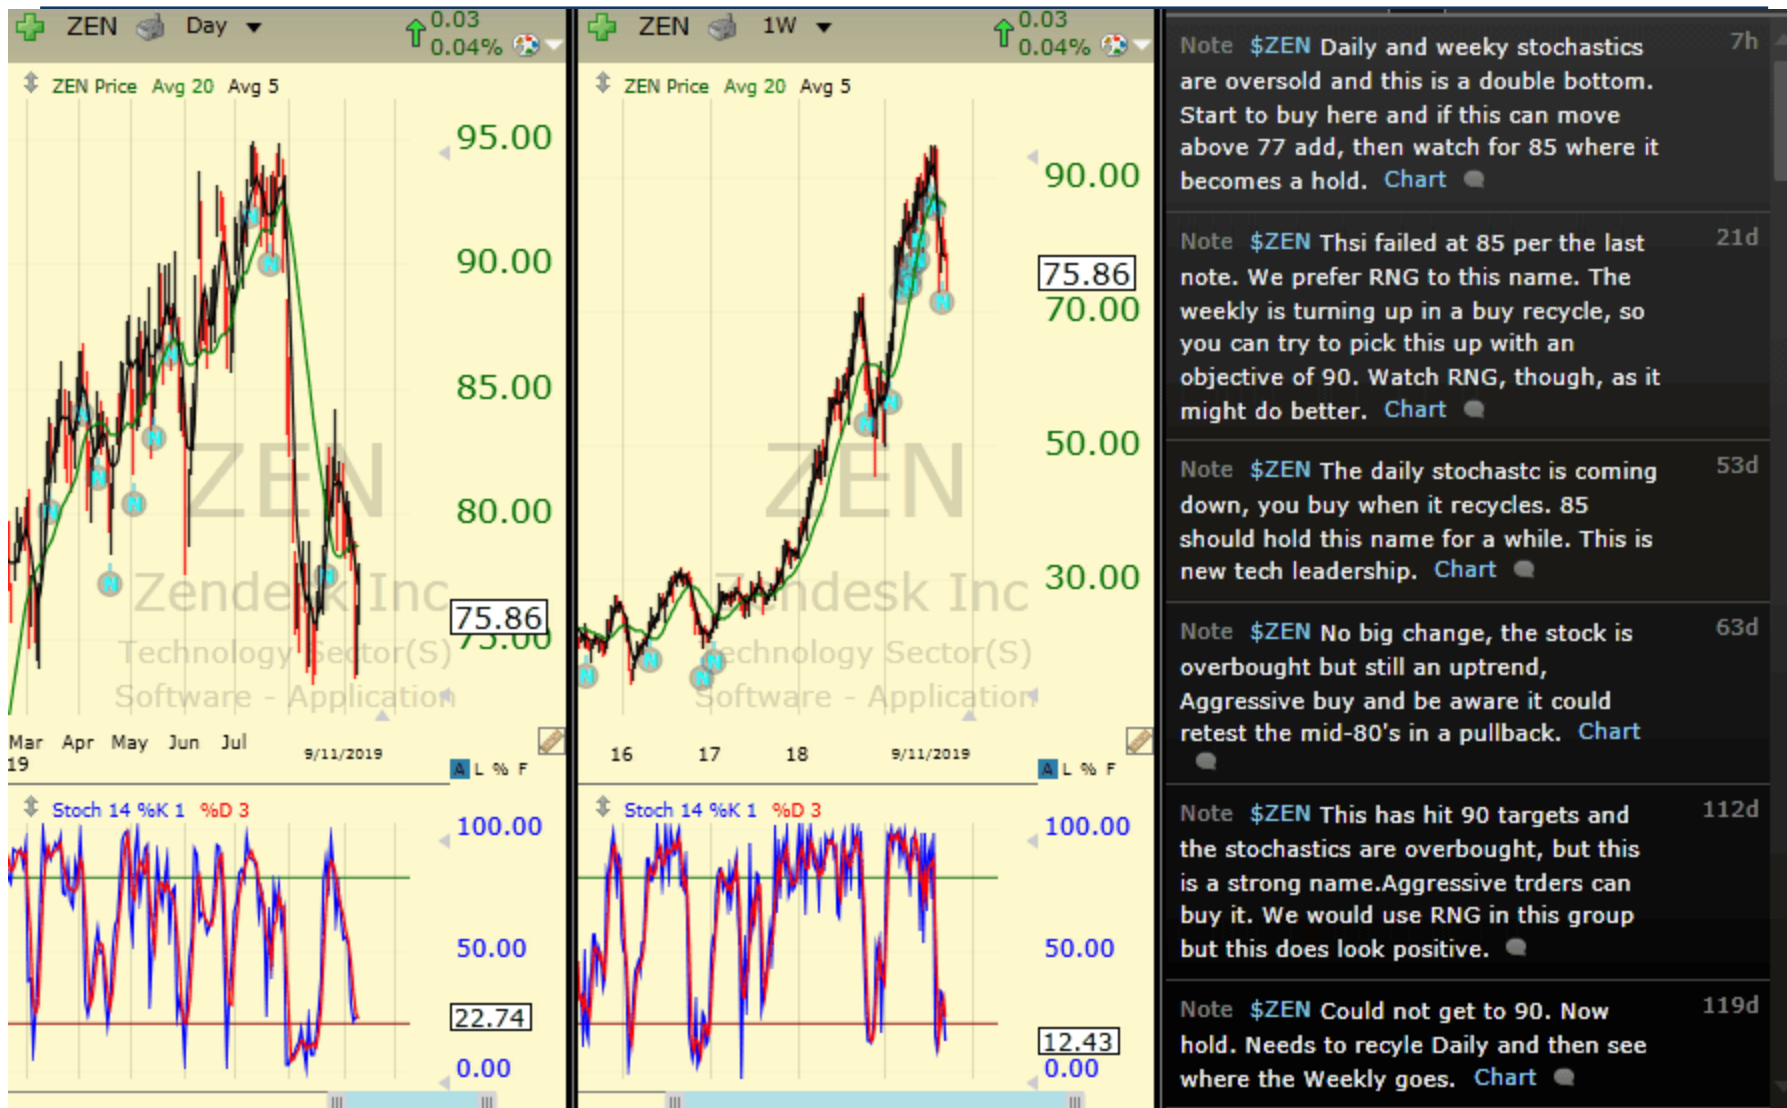 ZEN Day
0.03
0.04%
ZEN Price Avg 20 Avg 5
95.00
90.00
85.00
80.00
75.86
75.00
ZEN
Zendesk Inc
Technology Sector(S)
Software - Application
Mar Apr May Jun Jul
19
9/11/2019
A L % F
Stoch 14 %K 1 %D 3
100.00
50.00
22.74
0.00
ZEN 1W
0.03
0.04%
ZEN Price Avg 20 Avg 5
90.00
75.86
70.00
50.00
30.00
ZEN
Zendesk Inc
Technology Sector(S)
Software - Application
16 17 18 9/11/2019
A L % F
Stoch 14 %K 1 %D 3
100.00
50.00
12.43
0.00
Note $ZEN Daily and weeky stochastics 7h
are oversold and this is a double bottom.
Start to buy here and if this can move
above 77 add, then watch for 85 where it
becomes a hold. Chart
Note $ZEN Thsi failed at 85 per the last 21d
note. We prefer RNG to this name. The
weekly is turning up in a buy recycle, so
you can try to pick this up with an
objective of 90. Watch RNG, though, as it
might do better. Chart
Note $ZEN The daily stochastc is coming 53d
down, you buy when it recycles. 85
should hold this name for a while. This is
new tech leadership. Chart
Note $ZEN No big change, the stock is 63d
overbought but still an uptrend,
Aggressive buy and be aware it could
retest the mid-80's in a pullback. Chart
Note $ZEN This has hit 90 targets and 112d
the stochastics are overbought, but this
is a strong name.Aggressive trders can
buy it. We would use RNG in this group
but this does look positive.
Note $ZEN Could not get to 90. Now 119d
hold. Needs to recyle Daily and then see
where the Weekly goes. Chart